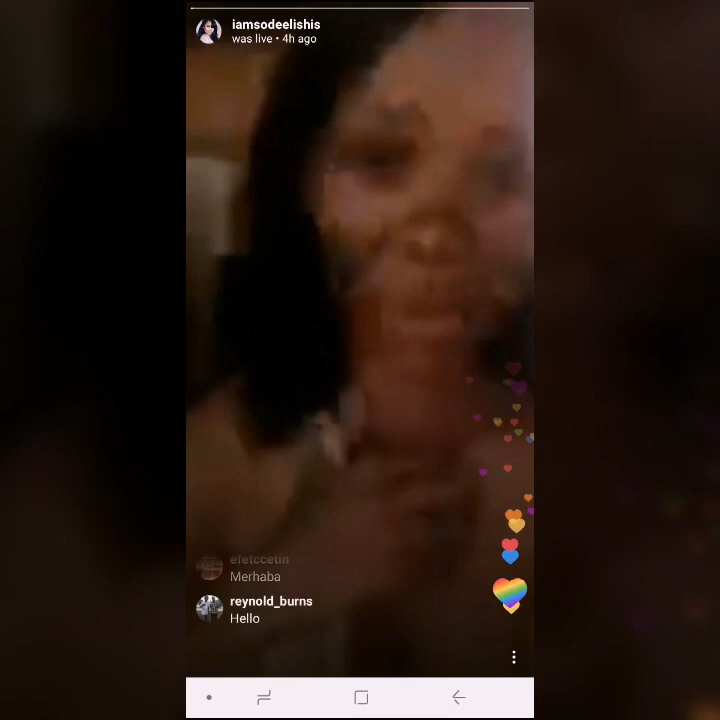 iamsodeelishis
was live • 4h ago
efetccetin
Merhaba
reynold_burns
Hello